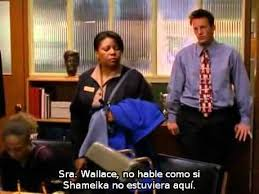 Sra. Wallace, no hable como si
Shameika no estuviera aquí.